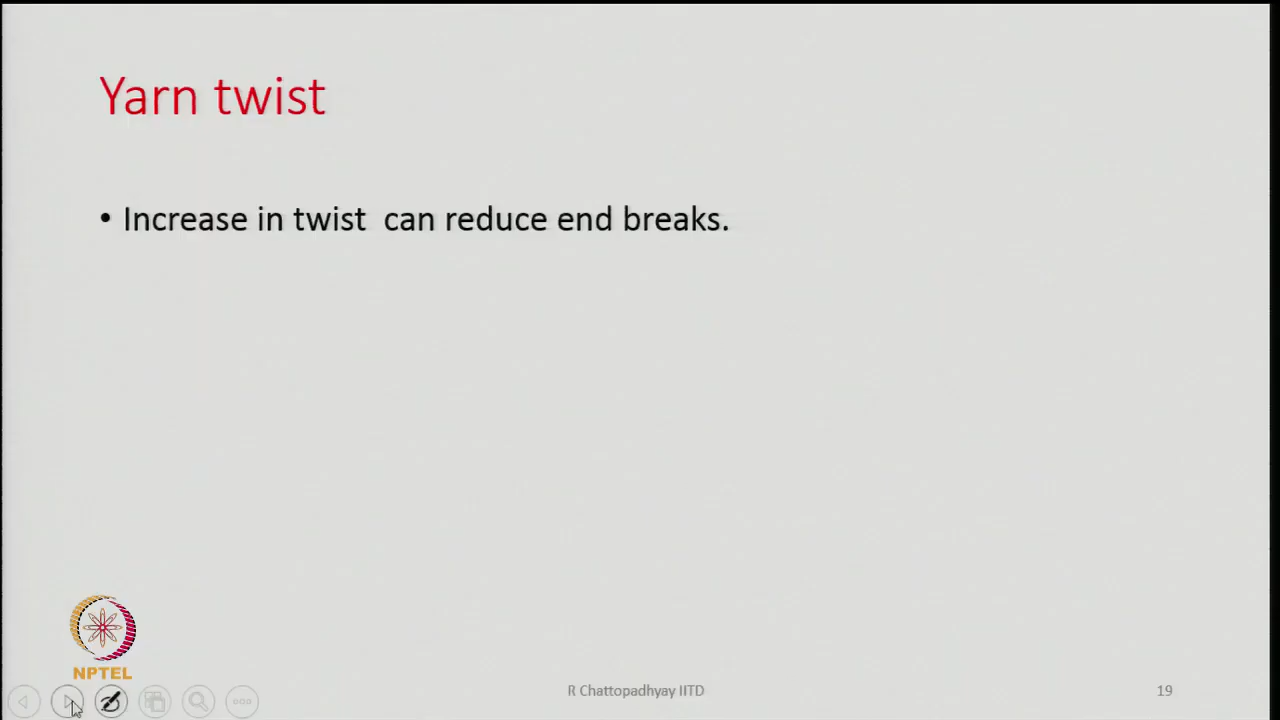 Yarn twist
• Increase in twist  can reduce end breaks.
NPTEL
R Chattopadhyay IITD
19